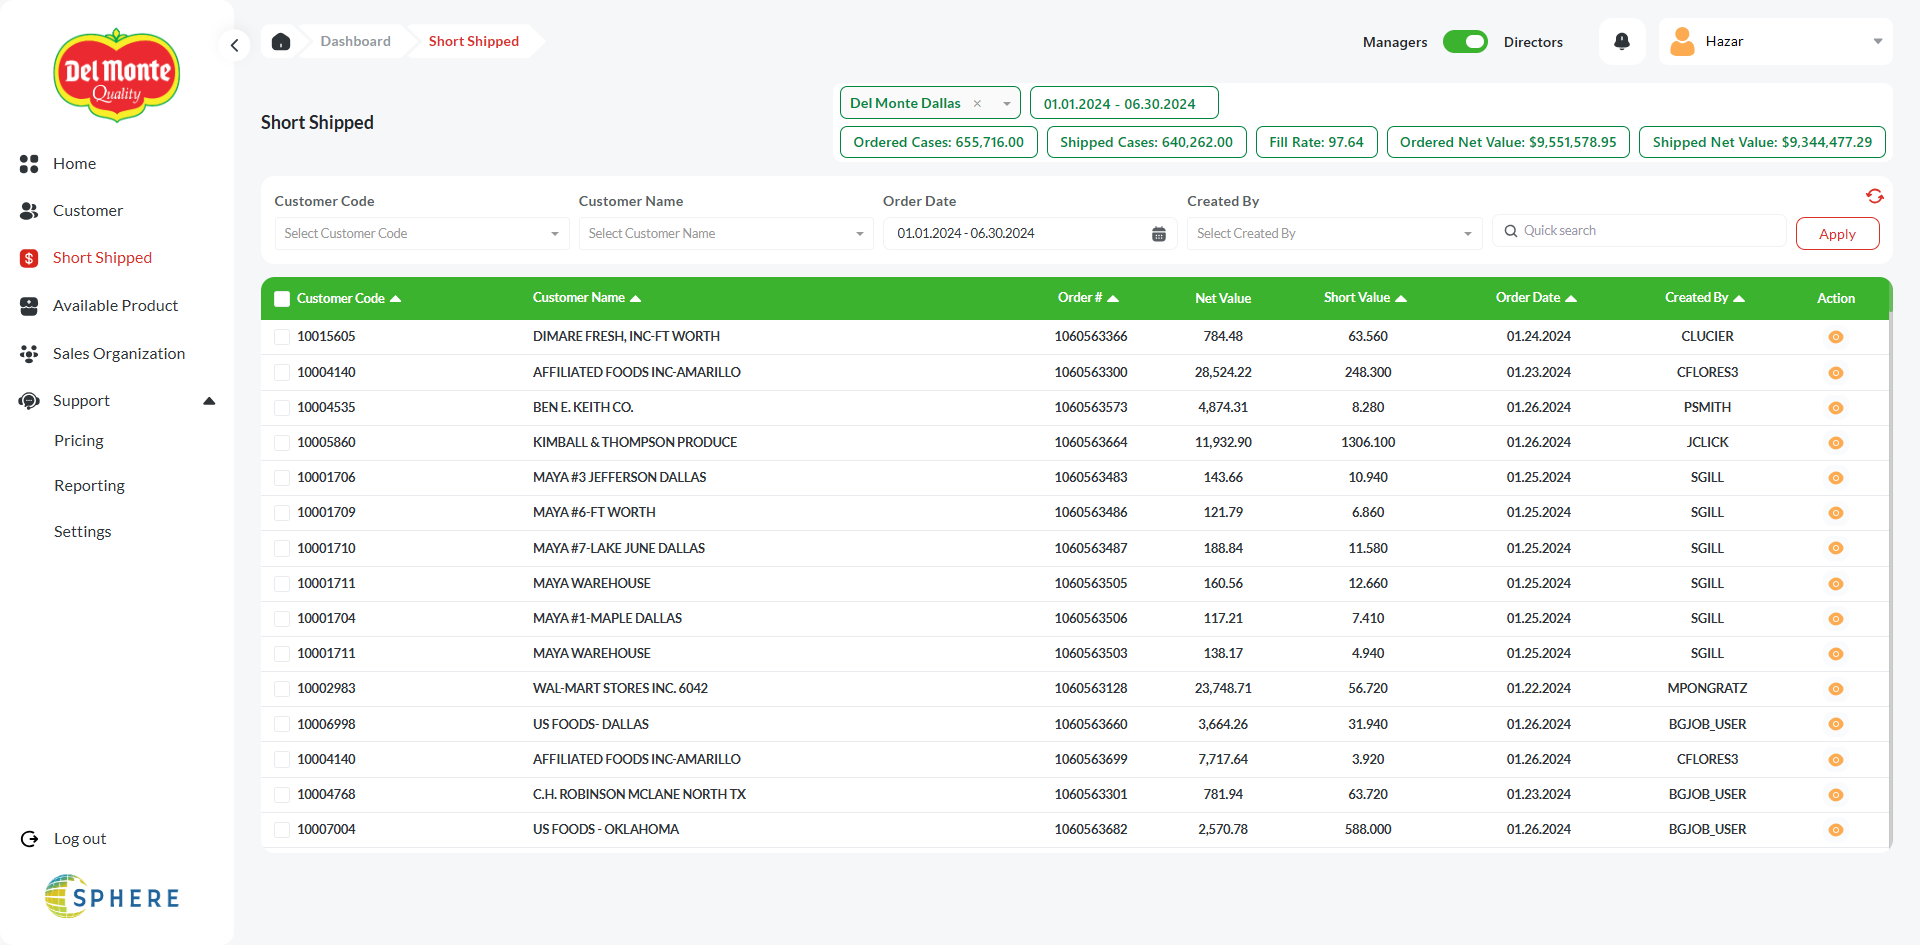 Del Monte
Quality
Home
Customer
Short Shipped
Available Product
Sales Organization
Support
Pricing
Reporting
Settings
Log out
SPHERE
Dashboard
Short Shipped
Managers
Directors
Hazar
Short Shipped
Del Monte Dallas × 01.01.2024 - 06.30.2024
Ordered Cases: 655,716.00 Shipped Cases: 640,262.00 Fill Rate: 97.64 Ordered Net Value: $9,551,578.95 Shipped Net Value: $9,344,477.29
Customer Code Customer Name Order Date Created By
Select Customer Code Select Customer Name 01.01.2024 - 06.30.2024 Select Created By Quick search Apply
Customer Code Customer Name Order # Net Value Short Value Order Date Created By Action
10015605 DIMARE FRESH, INC-FT WORTH 1060563366 784.48 63.560 01.24.2024 CLUCIER
10004140 AFFILIATED FOODS INC-AMARILLO 1060563300 28,524.22 248.300 01.23.2024 CFLORES3
10004535 BEN E. KEITH CO. 1060563573 4,874.31 8.280 01.26.2024 PSMITH
10005860 KIMBALL & THOMPSON PRODUCE 1060563664 11,932.90 1306.100 01.26.2024 JCLICK
10001706 MAYA #3 JEFFERSON DALLAS 1060563483 143.66 10.940 01.25.2024 SGILL
10001709 MAYA #6-FT WORTH 1060563486 121.79 6.860 01.25.2024 SGILL
10001710 MAYA #7-LAKE JUNE DALLAS 1060563487 188.84 11.580 01.25.2024 SGILL
10001711 MAYA WAREHOUSE 1060563505 160.56 12.660 01.25.2024 SGILL
10001704 MAYA #1-MAPLE DALLAS 1060563506 117.21 7.410 01.25.2024 SGILL
10001711 MAYA WAREHOUSE 1060563503 138.17 4.940 01.25.2024 SGILL
10002983 WAL-MART STORES INC. 6042 1060563128 23,748.71 56.720 01.22.2024 MPONGRATZ
10006998 US FOODS- DALLAS 1060563660 3,664.26 31.940 01.26.2024 BGJOB_USER
10004140 AFFILIATED FOODS INC-AMARILLO 1060563699 7,717.64 3.920 01.26.2024 CFLORES3
10004768 C.H. ROBINSON MCLANE NORTH TX 1060563301 781.94 63.720 01.23.2024 BGJOB_USER
10007004 US FOODS - OKLAHOMA 1060563682 2,570.78 588.000 01.26.2024 BGJOB_USER